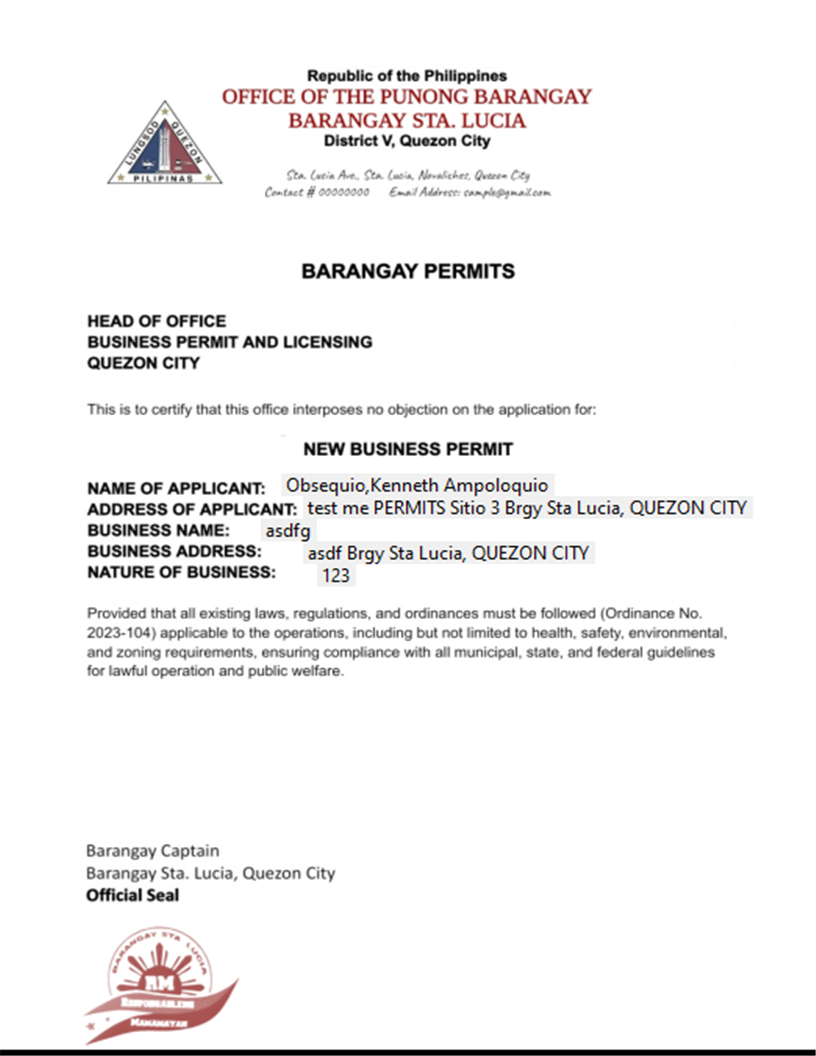 Republic of the Philippines
OFFICE OF THE PUNONG BARANGAY
BARANGAY STA. LUCIA
District V, Quezon City
LUNGSOD QUEZON
PILIPINAS
Sta. Lucia Ave., Sta. Lucia, Novaliches, Quezon City
Contact # 00000000 Email Address: sample@gmail.com
BARANGAY PERMITS
HEAD OF OFFICE
BUSINESS PERMIT AND LICENSING
QUEZON CITY
This is to certify that this office interposes no objection on the application for:
NEW BUSINESS PERMIT
NAME OF APPLICANT: Obsequio,Kenneth Ampoloquio
ADDRESS OF APPLICANT: test me PERMITS Sitio 3 Brgy Sta Lucia, QUEZON CITY
BUSINESS NAME: asdfg
BUSINESS ADDRESS: asdf Brgy Sta Lucia, QUEZON CITY
NATURE OF BUSINESS: 123
Provided that all existing laws, regulations, and ordinances must be followed (Ordinance No.
2023-104) applicable to the operations, including but not limited to health, safety, environmental,
and zoning requirements, ensuring compliance with all municipal, state, and federal guidelines
for lawful operation and public welfare.
Barangay Captain
Barangay Sta. Lucia, Quezon City
Official Seal
BARANGAY STA LUCIA
RM
MAMAMAYAN